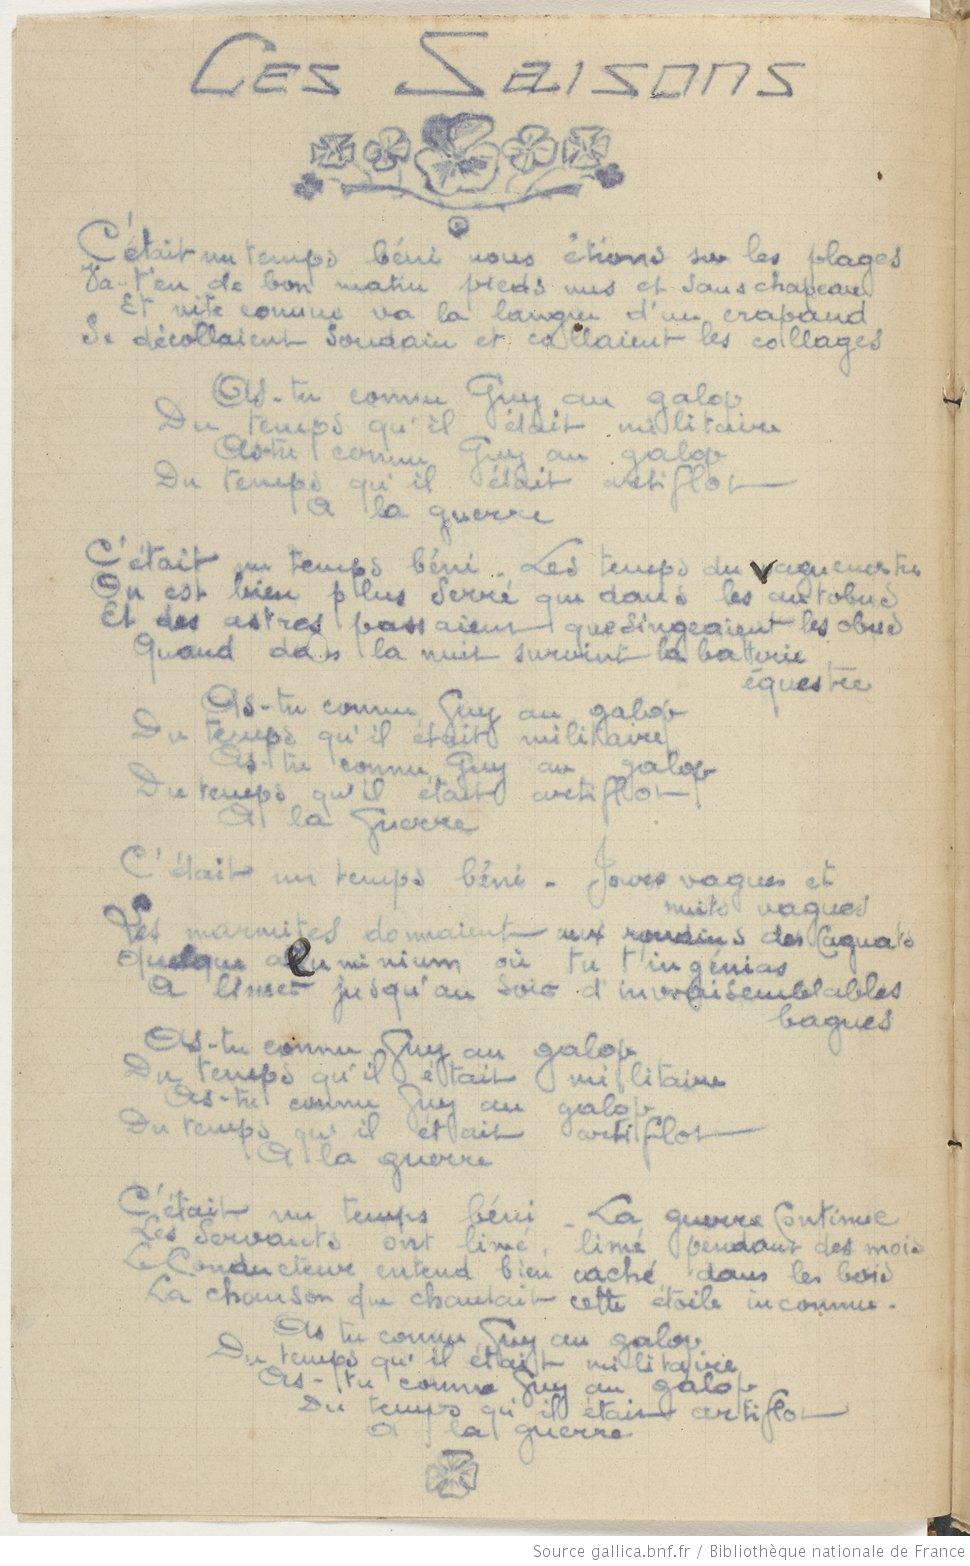 Les Saisons
C'était un temps béni nous étions sur les plages
Va-t'en de bon matin pieds nus et sans chapeau
Et vite comme va la langue d'un crapaud
Se décollaient soudain et collaient les collages
As-tu connu Guy au galop
Du temps qu'il était militaire
As-tu connu Guy au galop
Du temps qu'il était artiflot
A la guerre
C'était un temps béni. Les temps du vaguemestre
On est bien plus serré que dans les autobus
Et des astres passaient que singeaient les obus
Quand dans la nuit survint la batterie
équestre
As-tu connu Guy au galop
Du temps qu'il était militaire
As-tu connu Guy au galop
Du temps qu'il était artiflot
A la Guerre
C'était un temps béni - Jours vagues et
nuits vagues
Les marmites donnaient aux rondins des Cagnats
Quelque aluminium où tu t'ingénias
A limer jusqu'au soir d'invraisemblables
bagues
As-tu connu Guy au galop
Du temps qu'il était militaire
As-tu connu Guy au galop
Du temps qu'il était artiflot
A la guerre
C'était un temps béni - La guerre Continue
Les Servants ont limé, limé pendant des mois
Le Conducteur entend bien caché dans les bois
La chanson que chantait cette étoile inconnue.
As tu connu Guy au galop
Du temps qu'il était militaire
As-tu connu Guy au galop
Du temps qu'il était artiflot
A la guerre
Source gallica.bnf.fr / Bibliothèque nationale de France